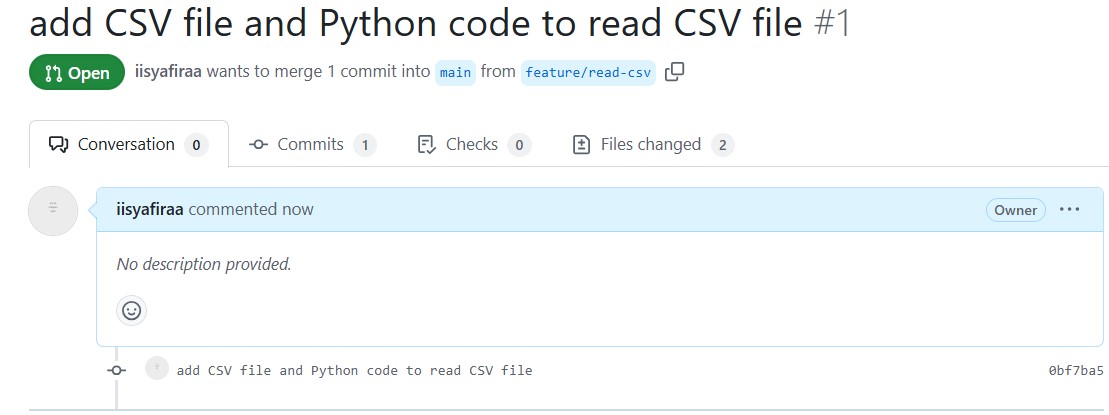 add CSV file and Python code to read CSV file #1
Open iisyafiraa wants to merge 1 commit into main from feature/read-csv
Conversation 0 Commits 1 Checks 0 Files changed 2
iisyafiraa commented now Owner
No description provided.
add CSV file and Python code to read CSV file 0bf7ba5